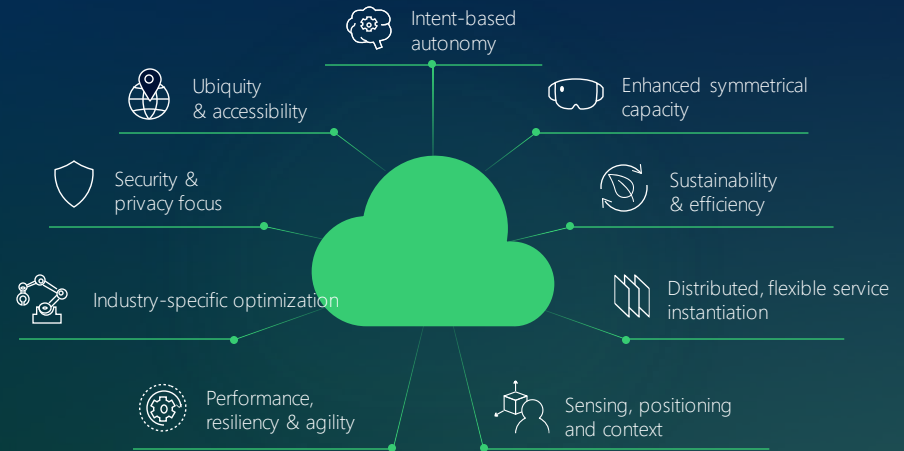 Intent-based
autonomy
Ubiquity
& accessibility
Enhanced symmetrical
capacity
Security &
privacy focus
Sustainability
& efficiency
Industry-specific optimization
Distributed, flexible service
instantiation
Performance,
resiliency & agility
Sensing, positioning
and context